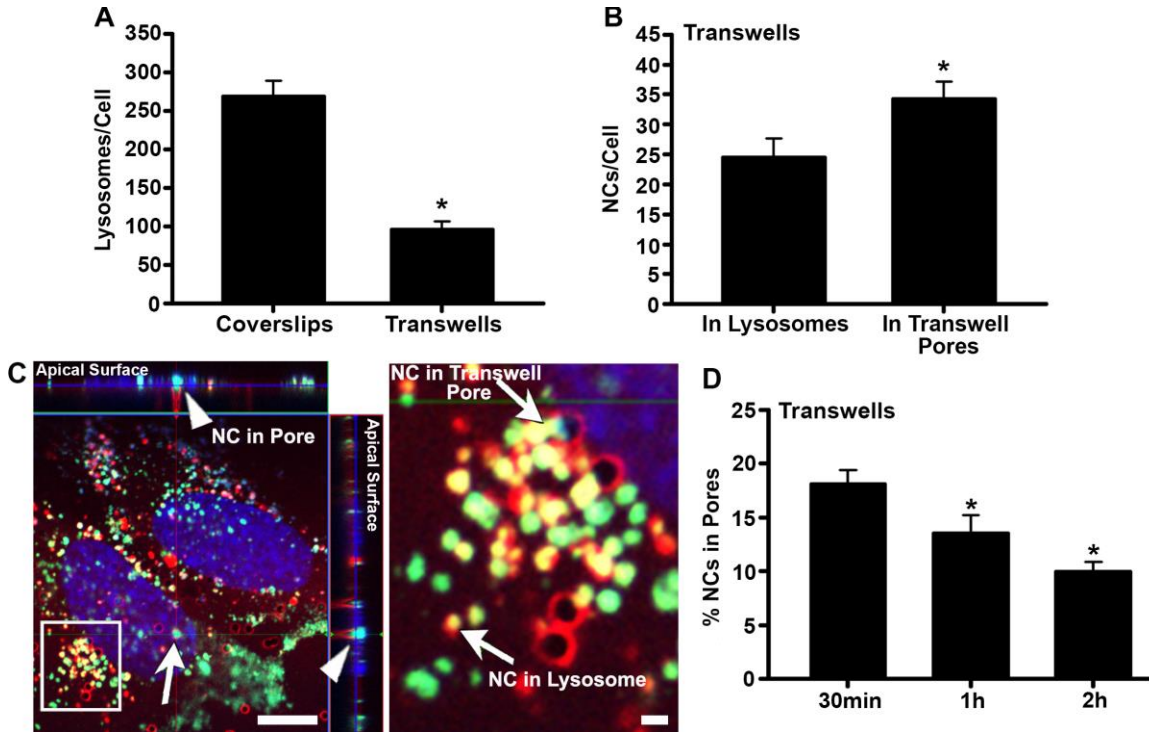 A
Lysosomes/Cell
350
300
250
200
150
100
50
0
*
Coverslips
Transwells
B
Transwells
NCs/Cell
45
40
35
30
25
20
15
10
5
0
*
In Lysosomes
In Transwell
Pores
C
Apical Surface
NC in Pore
Apical Surface
NC in Transwell
Pore
NC in Lysosome
D
Transwells
% NCs in Pores
25
20
15
10
5
0
*
*
30min
1h
2h